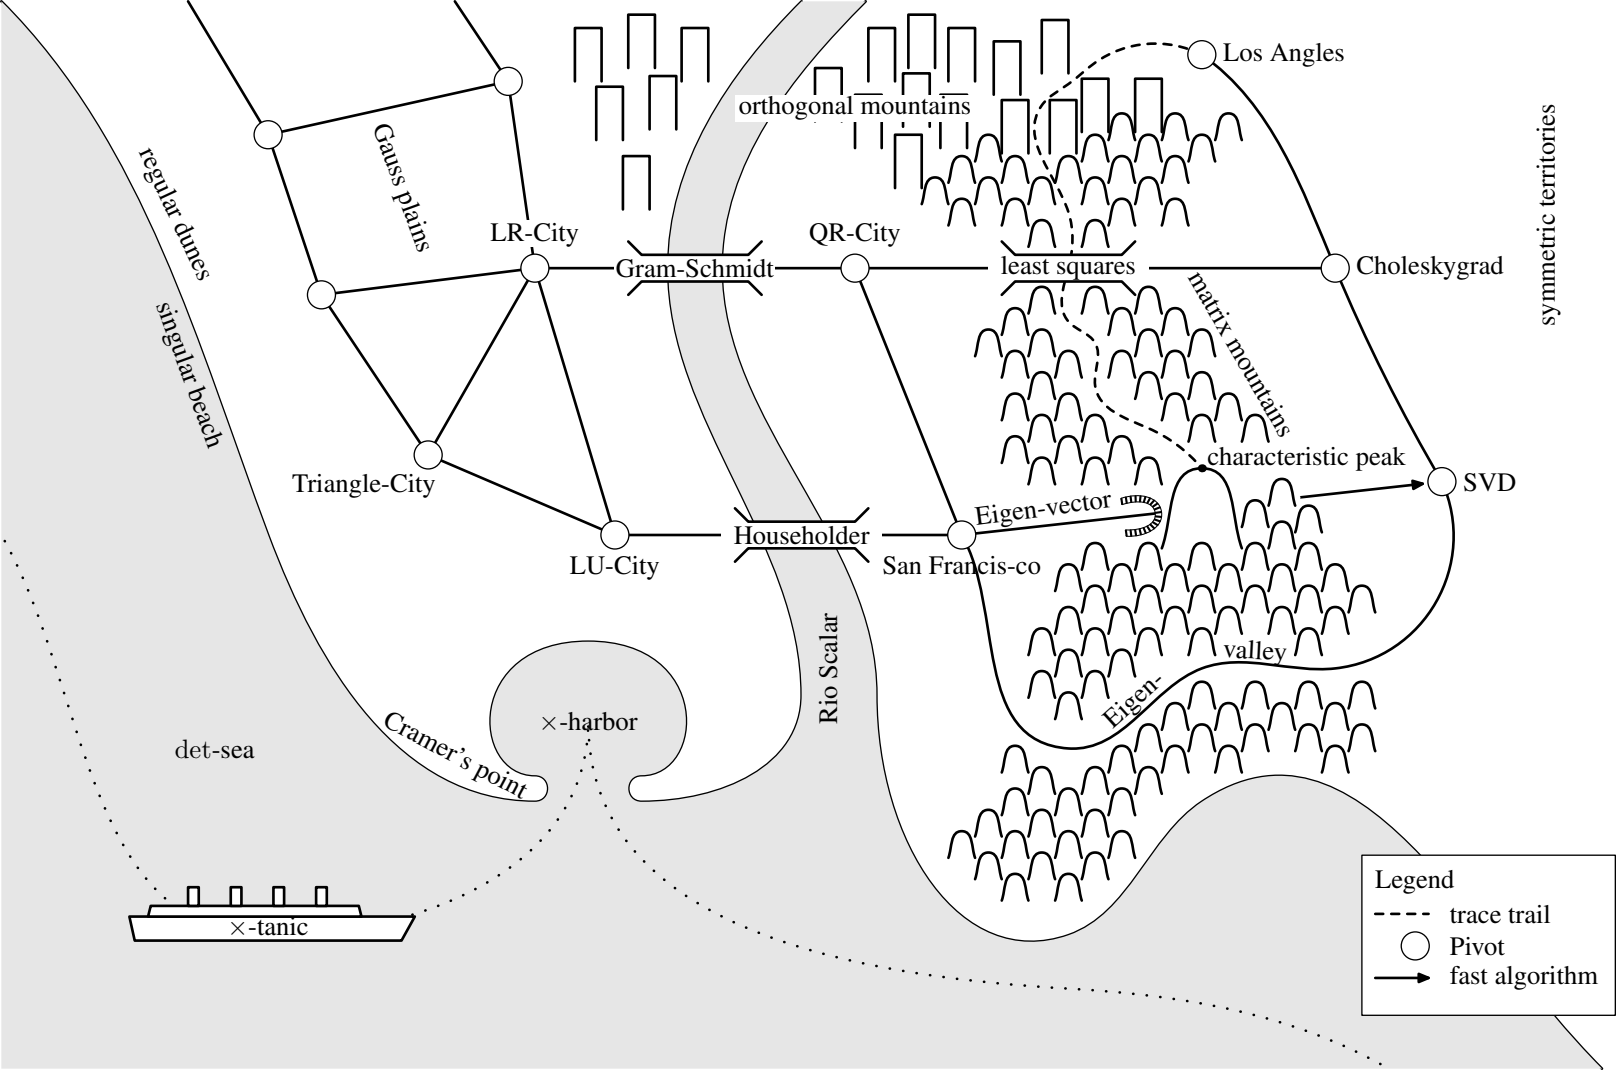 Los Angles
orthogonal mountains
symmetric territories
Gauss plains
regular dunes
LR-City
QR-City
Gram-Schmidt
least squares
Choleskygrad
matrix mountains
singular beach
characteristic peak
Triangle-City
SVD
Eigen-vector
Householder
LU-City
San Francis-co
Rio Scalar
valley
Eigen-
×-harbor
Cramer's point
det-sea
×-tanic
Legend
trace trail
Pivot
fast algorithm